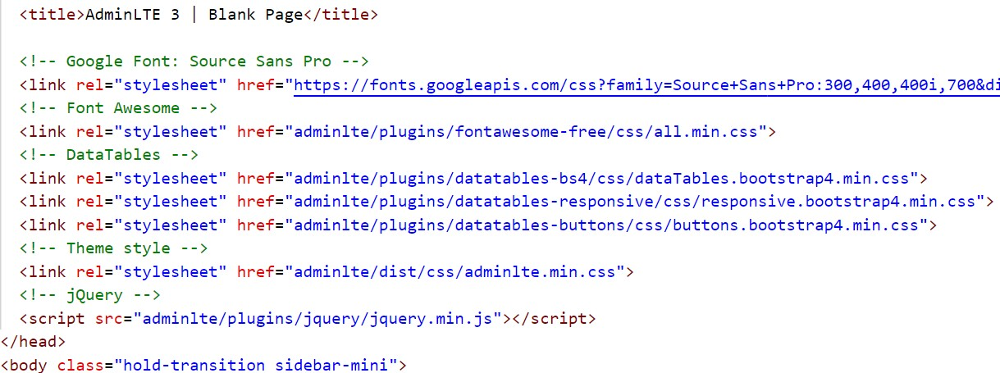 <title>AdminLTE 3 | Blank Page</title>
<!-- Google Font: Source Sans Pro -->
<link rel="stylesheet" href="https://fonts.googleapis.com/css?family=Source+Sans+Pro:300,400,400i,700&di
<!-- Font Awesome -->
<link rel="stylesheet" href="adminlte/plugins/fontawesome-free/css/all.min.css">
<!-- DataTables -->
<link rel="stylesheet" href="adminlte/plugins/datatables-bs4/css/dataTables.bootstrap4.min.css">
<link rel="stylesheet" href="adminlte/plugins/datatables-responsive/css/responsive.bootstrap4.min.css">
<link rel="stylesheet" href="adminlte/plugins/datatables-buttons/css/buttons.bootstrap4.min.css">
<!-- Theme style -->
<link rel="stylesheet" href="adminlte/dist/css/adminlte.min.css">
<!-- jQuery -->
<script src="adminlte/plugins/jquery/jquery.min.js"></script>
</head>
<body class="hold-transition sidebar-mini">